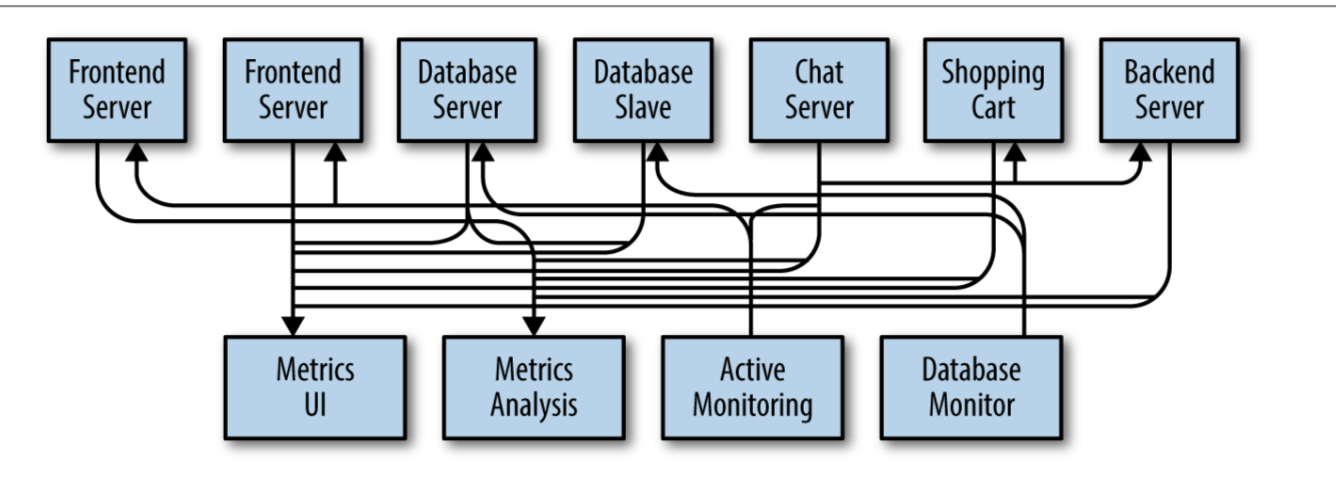 Frontend
Server
Frontend
Server
Database
Server
Database
Slave
Chat
Server
Shopping
Cart
Backend
Server
Metrics
UI
Metrics
Analysis
Active
Monitoring
Database
Monitor